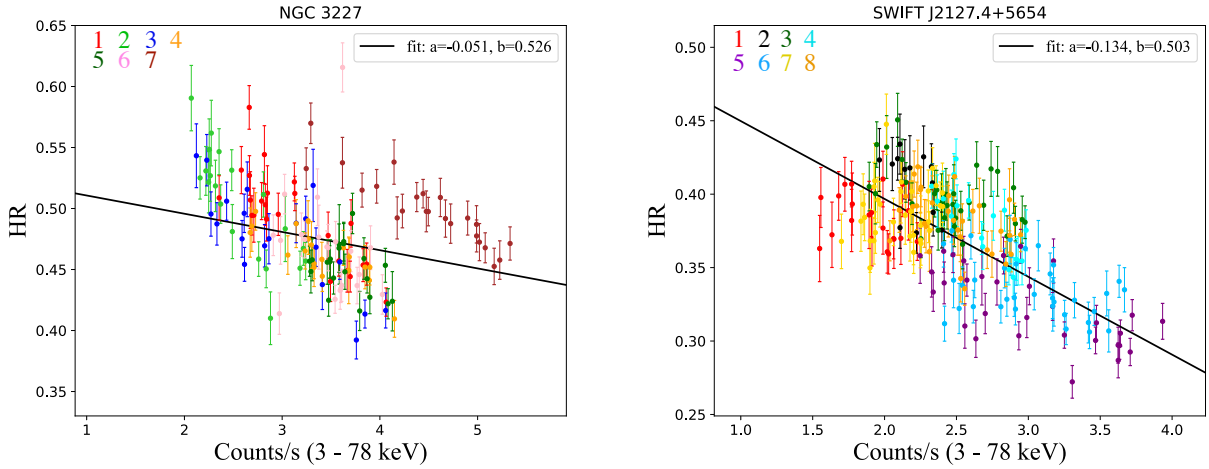 NGC 3227
0.65
0.60
0.55
0.50
0.45
0.40
0.35
HR
1 2 3 4
5 6 7
fit: a=-0.051, b=0.526
1 2 3 4 5
Counts/s (3 - 78 keV)
SWIFT J2127.4+5654
0.50
0.45
0.40
0.35
0.30
0.25
HR
1 2 3 4
5 6 7 8
fit: a=-0.134, b=0.503
1.0 1.5 2.0 2.5 3.0 3.5 4.0
Counts/s (3 - 78 keV)